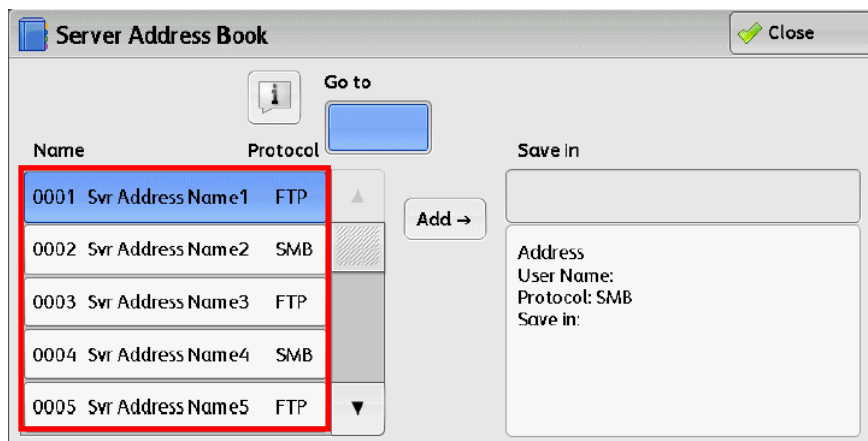 Server Address Book
Close
Go to
Name Protocol
Save in
0001 Svr Address Name1 FTP
0002 Svr Address Name2 SMB
0003 Svr Address Name3 FTP
0004 Svr Address Name4 SMB
0005 Svr Address Name5 FTP
Add →
Address
User Name:
Protocol: SMB
Save in: